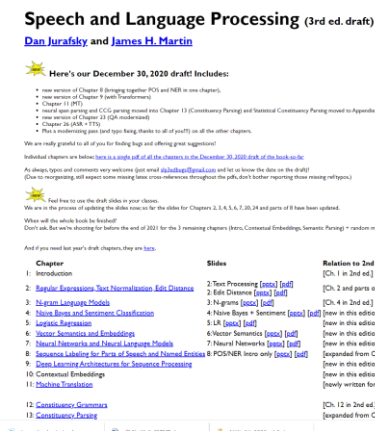 Speech and Language Processing (3rd ed. draft)
Dan Jurafsky and James H. Martin
Here's our December 30, 2020 draft! Includes:
new version of Chapter 8 (bringing together POS and NER in one chapter),
new version of Chapter 9 (with Transformers)
Chapter 11 (MT)
neural span parsing and CCG parsing moved into Chapter 13 (Constituency Parsing) and Statistical Constituency Parsing moved to Appendix
new version of Chapter 23 (QA modernized)
Chapter 26 (ASR + TTS)
Plus a modernizing pass (and typo fixing, thanks to all of you!!!) on all the other chapters.
We are really grateful to all of you for finding bugs and offering great suggestions!
Individual chapters are below; here is a single pdf of all the chapters in the December 30, 2020 draft of the book-so-far
As always, typos and comments very welcome (just email slp3edbugs@gmail.com and let us know the date on the draft)!
(Due to reorganizing, still expect some missing latex cross-references throughout the pdfs, don't bother reporting those missing refs/typos.)
Feel free to use the draft slides in your classes.
We are in the process of updating the slides now; so far the slides for Chapters 2, 3, 4, 5, 6, 7, 20, 24 and parts of 8 have been updated.
When will the whole book be finished?
Don't ask. But we're shooting for before the end of 2021 for the 3 remaining chapters (Intro, Contextual Embeddings, Semantic Parsing) + random m
And if you need last year's draft chapters, they are here.
Chapter Slides Relation to 2nd
1: Introduction [Ch. 1 in 2nd ed.]
2: Regular Expressions, Text Normalization, Edit Distance 2: Text Processing [pptx] [pdf] 2: Edit Distance [pptx] [pdf] [Ch. 2 and parts o
3: N-gram Language Models 3: N-grams [pptx] [pdf] [Ch. 4 in 2nd ed.]
4: Naive Bayes and Sentiment Classification 4: Naive Bayes + Sentiment [pptx] [pdf] [new in this editio
5: Logistic Regression 5: LR [pptx] [pdf] [new in this editio
6: Vector Semantics and Embeddings 6: Vector Semantics [pptx] [pdf] [new in this editio
7: Neural Networks and Neural Language Models 7: Neural Networks [pptx] [pdf] [new in this editio
8: Sequence Labeling for Parts of Speech and Named Entities 8: POS/NER Intro only [pptx] [pdf] [expanded from C
9: Deep Learning Architectures for Sequence Processing [new in this editio
10: Contextual Embeddings [new in this editio
11: Machine Translation [newly written for
12: Constituency Grammars [Ch. 12 in 2nd ed.
13: Constituency Parsing [expanded from C